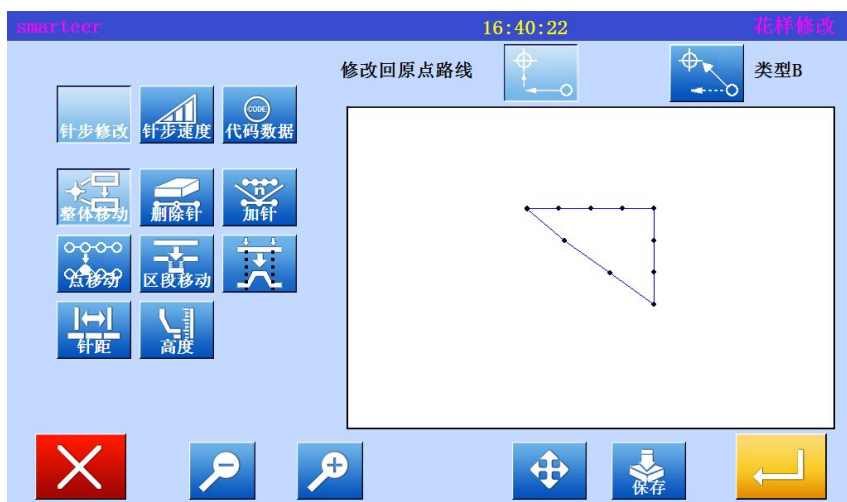 smarteer 16:40:22 花样修改
修改回原点路线 类型B
针步修改 针步速度 CODE 代码数据
整体移动 删除针 n 加针
点移动 区段移动
针距 高度
保存